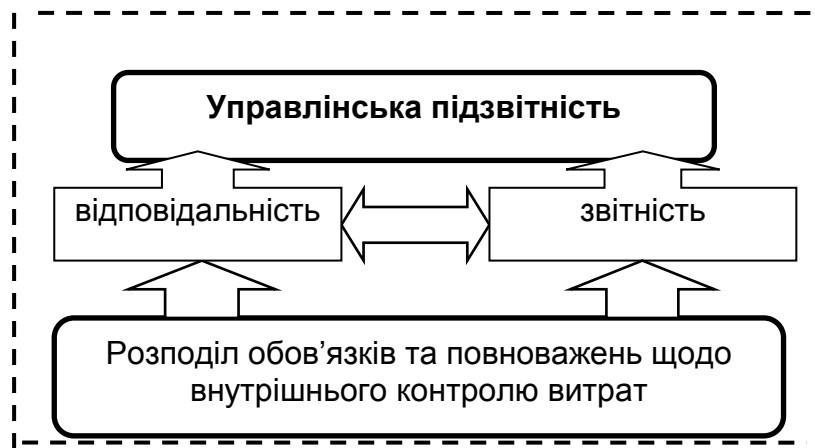 Управлінська підзвітність
відповідальність
звітність
Розподіл обов’язків та повноважень щодо
внутрішнього контролю витрат